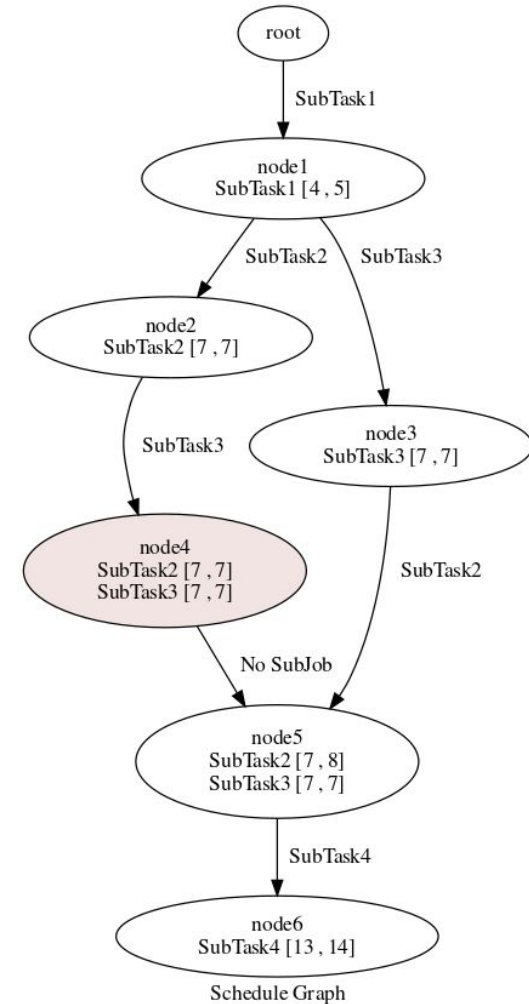 root
SubTask1
node1
SubTask1 [4 , 5]
SubTask2
SubTask3
node2
SubTask2 [7 , 7]
SubTask3
node3
SubTask3 [7 , 7]
node4
SubTask2 [7 , 7]
SubTask3 [7 , 7]
SubTask2
No SubJob
node5
SubTask2 [7 , 8]
SubTask3 [7 , 7]
SubTask4
node6
SubTask4 [13 , 14]
Schedule Graph